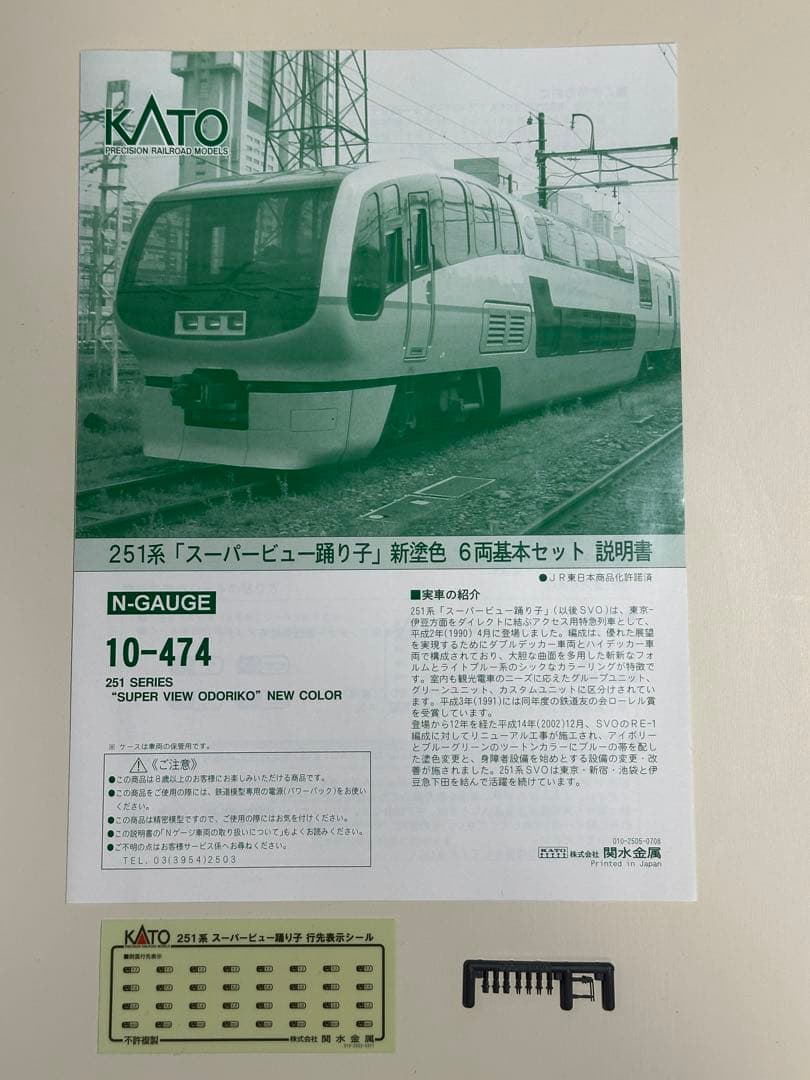 KATO
PRECISION RAILROAD MODELS
251系「スーパービュー踊り子」新塗色 6両基本セット 説明書
●JR東日本商品化許諾済
N-GAUGE
10-474
251 SERIES
“SUPER VIEW ODORIKO” NEW COLOR
※ ケースは車両の保管用です。
《ご注意》
●この商品は8歳以上のお客様にお楽しみいただける商品です。
●この商品をご使用の際には、鉄道模型専用の電源(パワーパック)をお使い
ください。
●この商品は精密模型ですので、ご使用の際にはお気を付けください。
●この説明書の「Nゲージ車両の取り扱いについて」もよくお読みください。
●ご不明の点はお客様サービス係へお尋ねください。
TEL. 03(3954)2503
■実車の紹介
251系「スーパービュー踊り子」(以後SVO)は、東京-
伊豆方面をダイレクトに結ぶアクセス用特急列車として、
平成2年(1990) 4月に登場しました。編成は、優れた展望
を実現するためにダブルデッカー車両とハイデッカー車
両で構成されており、大胆な曲面を多用した斬新なフォ
ルムとライトブルー系のシックなカラーリングが特徴で
す。室内も観光電車のニーズに応えたグループユニット、
グリーンユニット、カスタムユニットに区分けされてい
ます。平成3年(1991)には同年度の鉄道友の会ローレル賞
を受賞しています。
登場から12年を経た平成14年(2002)12月、SVOのRE-1
編成に対してリニューアル工事が施工され、アイボリー
とブルーグリーンのツートンカラーにブルーの帯を配し
た塗色変更と、身障者設備を始めとする設備の変更・改
善が施されました。251系SVOは東京・新宿・池袋と伊
豆急下田を結んで活躍を続けています。
010-2505-0708
KATO 株式会社 関水金属
Printed in Japan
KATO 251系 スーパービュー踊り子 行先表示シール
PRECISION RAILROAD MODELS
■側面行先表示
不許複製
株式会社 関水金属